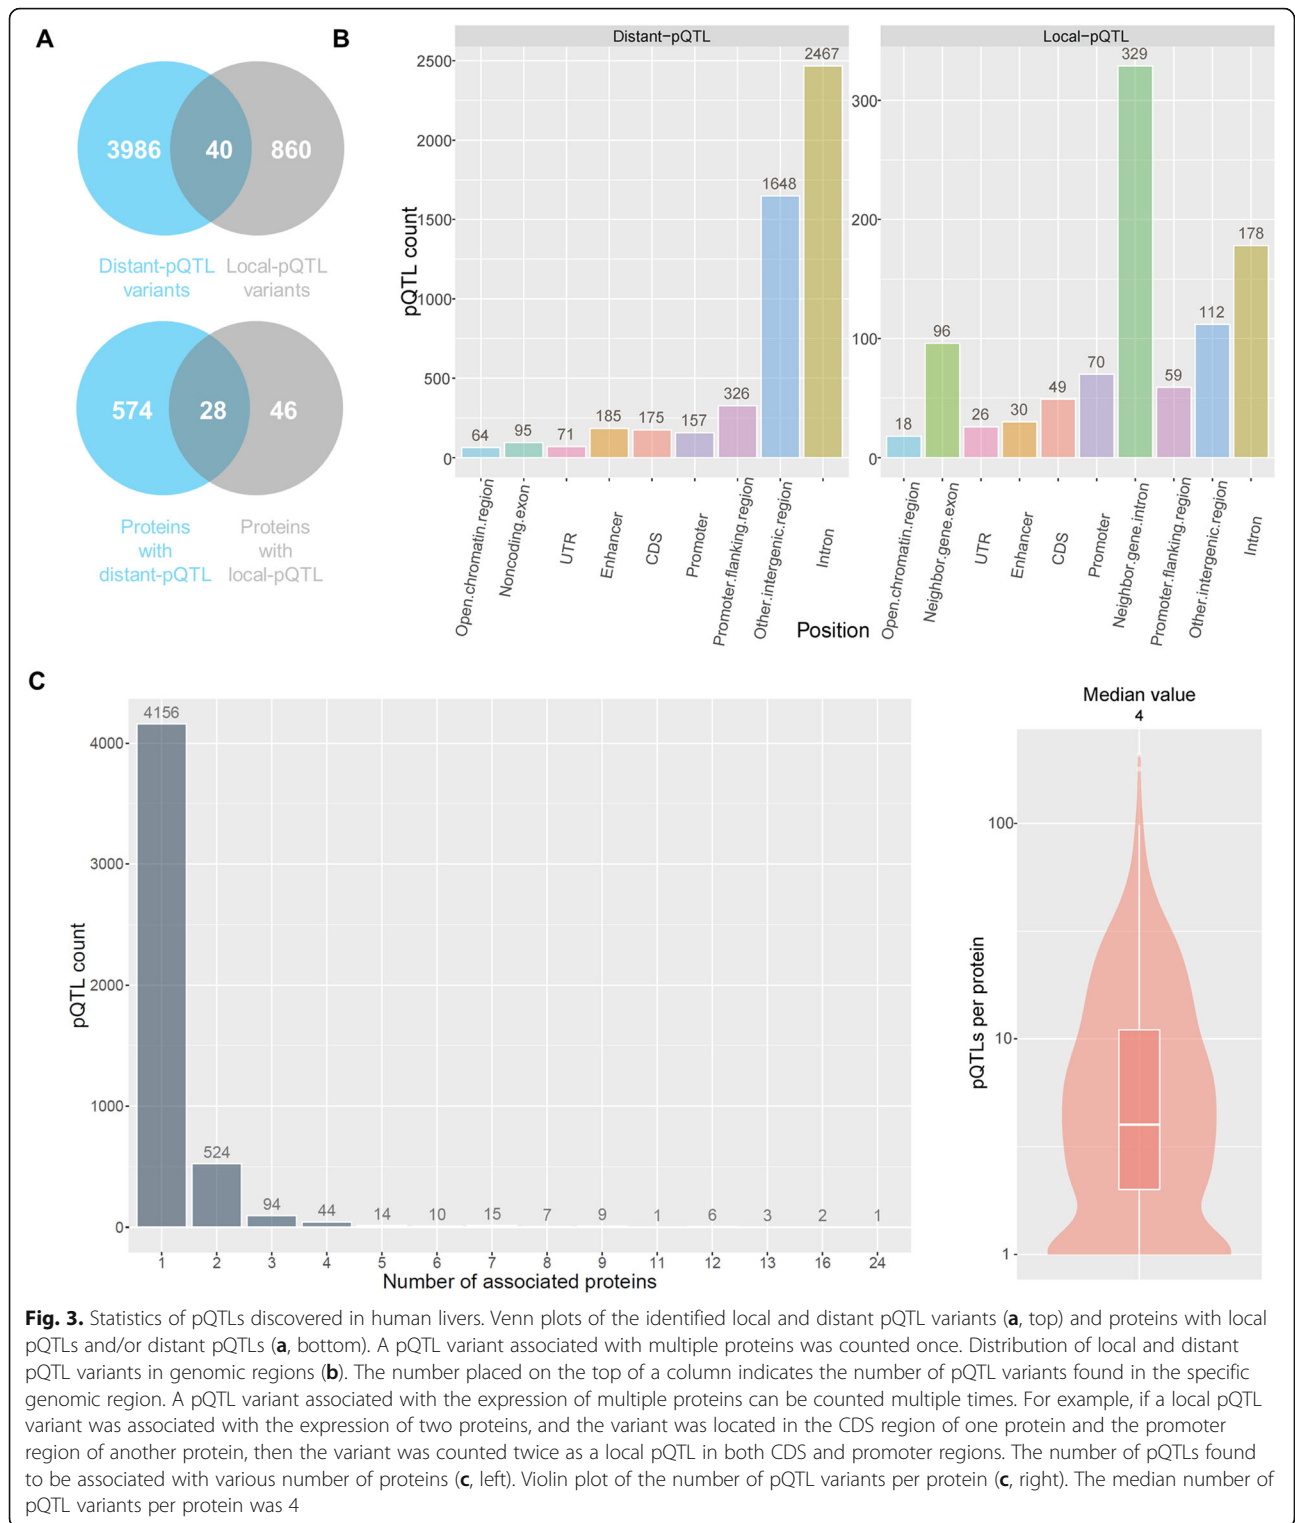 A
3986
40
860
Distant-pQTL
variants
Local-pQTL
variants
574
28
46
Proteins
with
distant-pQTL
Proteins
with
local-pQTL
B
Distant−pQTL
Local−pQTL
pQTL count
2500
2000
1500
1000
500
0
64
95
71
185
175
157
326
1648
2467
Open.chromatin.region
Noncoding.exon
UTR
Enhancer
CDS
Promoter
Promoter.flanking.region
Other.intergenic.region
Intron
300
200
100
0
18
96
26
30
49
70
329
59
112
178
Open.chromatin.region
Neighbor.gene.exon
UTR
Enhancer
CDS
Promoter
Neighbor.gene.intron
Promoter.flanking.region
Other.intergenic.region
Intron
Position
C
pQTL count
4000
3000
2000
1000
0
4156
524
94
44
14
10
15
7
9
1
6
3
2
1
1
2
3
4
5
6
7
8
9
11
12
13
16
24
Number of associated proteins
Median value
4
pQTLs per protein
100
10
1
Fig. 3. Statistics of pQTLs discovered in human livers. Venn plots of the identified local and distant pQTL variants (a, top) and proteins with local
pQTLs and/or distant pQTLs (a, bottom). A pQTL variant associated with multiple proteins was counted once. Distribution of local and distant
pQTL variants in genomic regions (b). The number placed on the top of a column indicates the number of pQTL variants found in the specific
genomic region. A pQTL variant associated with the expression of multiple proteins can be counted multiple times. For example, if a local pQTL
variant was associated with the expression of two proteins, and the variant was located in the CDS region of one protein and the promoter
region of another protein, then the variant was counted twice as a local pQTL in both CDS and promoter regions. The number of pQTLs found
to be associated with various number of proteins (c, left). Violin plot of the number of pQTL variants per protein (c, right). The median number of
pQTL variants per protein was 4